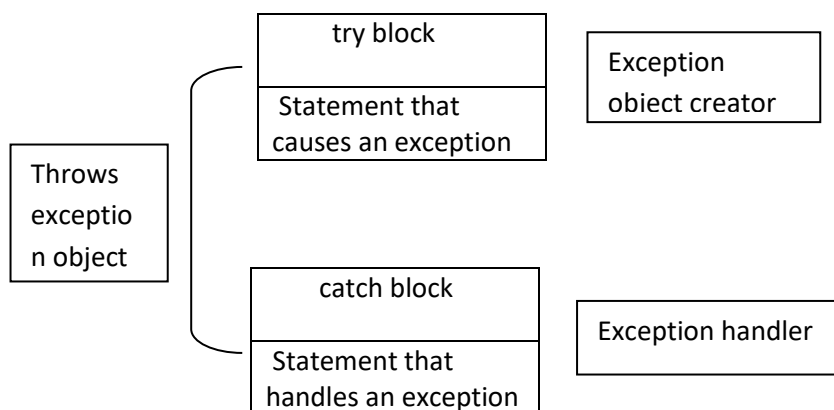 try block
Statement that
causes an exception
Exception
object creator
Throws
exceptio
n object
catch block
Statement that
handles an exception
Exception handler